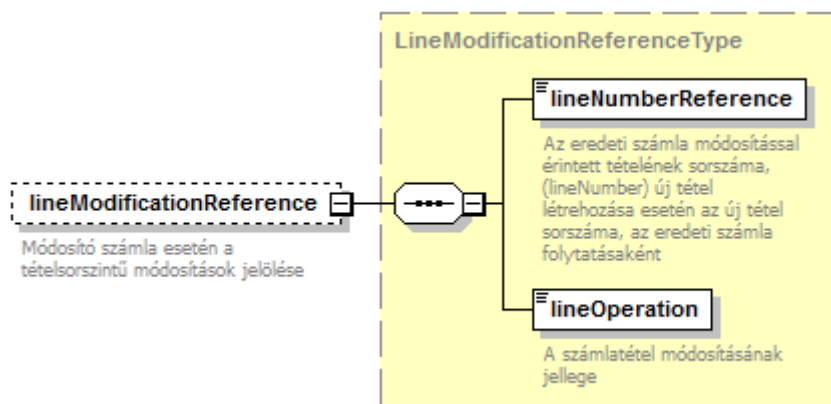 LineModificationReferenceType
lineNumberReference
Az eredeti számla módosítással
érintett tételének sorszáma,
(lineNumber) új tétel
létrehozása esetén az új tétel
sorszáma, az eredeti számla
folytatásaként
lineModificationReference
Módosító számla esetén a
tételsorszintű módosítások jelölése
lineOperation
A számlatétel módosításának
jellege